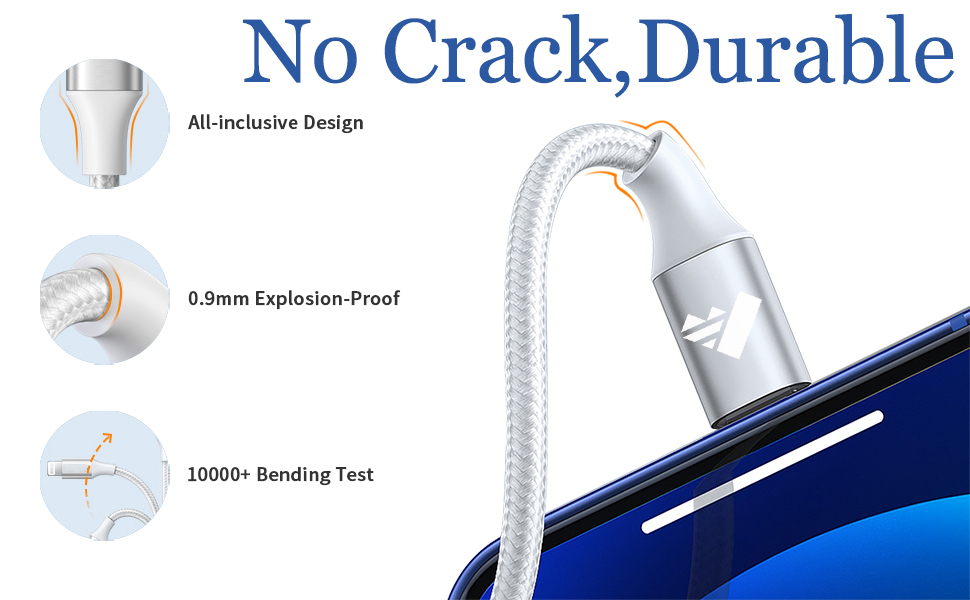 No Crack,Durable
All-inclusive Design
0.9mm Explosion-Proof
10000+ Bending Test